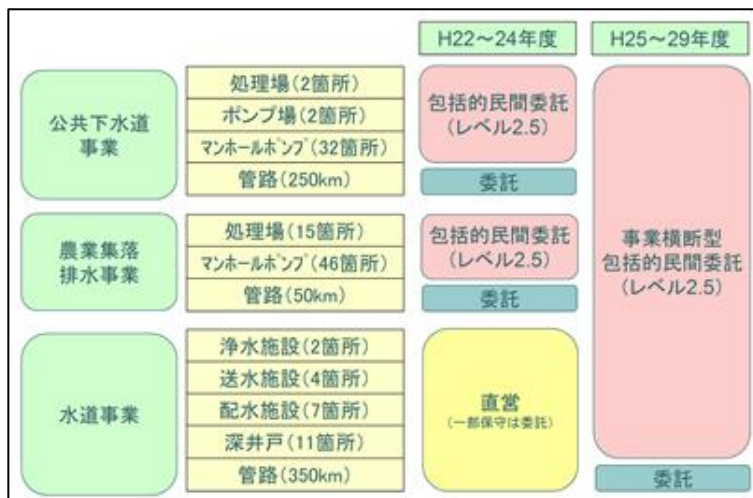 H22～24年度
H25～29年度
公共下水道
事業
処理場(2箇所)
ポンプ場(2箇所)
ﾏﾝﾎｰﾙﾎﾟﾝﾌﾟ(32箇所)
管路(250km)
包括的民間委託
(レベル2.5)
委託
農業集落
排水事業
処理場(15箇所)
ﾏﾝﾎｰﾙﾎﾟﾝﾌﾟ(46箇所)
管路(50km)
包括的民間委託
(レベル2.5)
委託
水道事業
浄水施設(2箇所)
送水施設(4箇所)
配水施設(7箇所)
深井戸(11箇所)
管路(350km)
直営
(一部保守は委託)
事業横断型
包括的民間委託
(レベル2.5)
委託